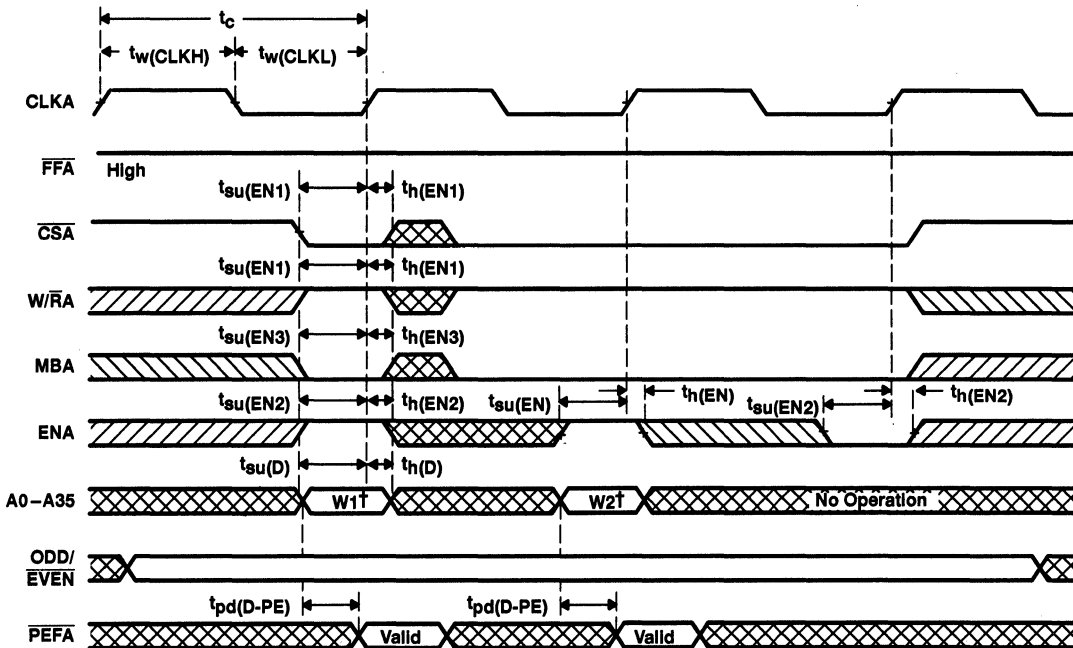 tc
tw(CLKH) tw(CLKL)
CLKA
FFA High
tsu(EN1) th(EN1)
CSA
tsu(EN1) th(EN1)
W/RA
tsu(EN3) th(EN3)
MBA
tsu(EN2) th(EN2) tsu(EN) th(EN) tsu(EN2) th(EN2)
ENA
tsu(D) th(D)
A0–A35 W1† W2† No Operation
ODD/
EVEN
tpd(D-PE) tpd(D-PE)
PEFA Valid Valid